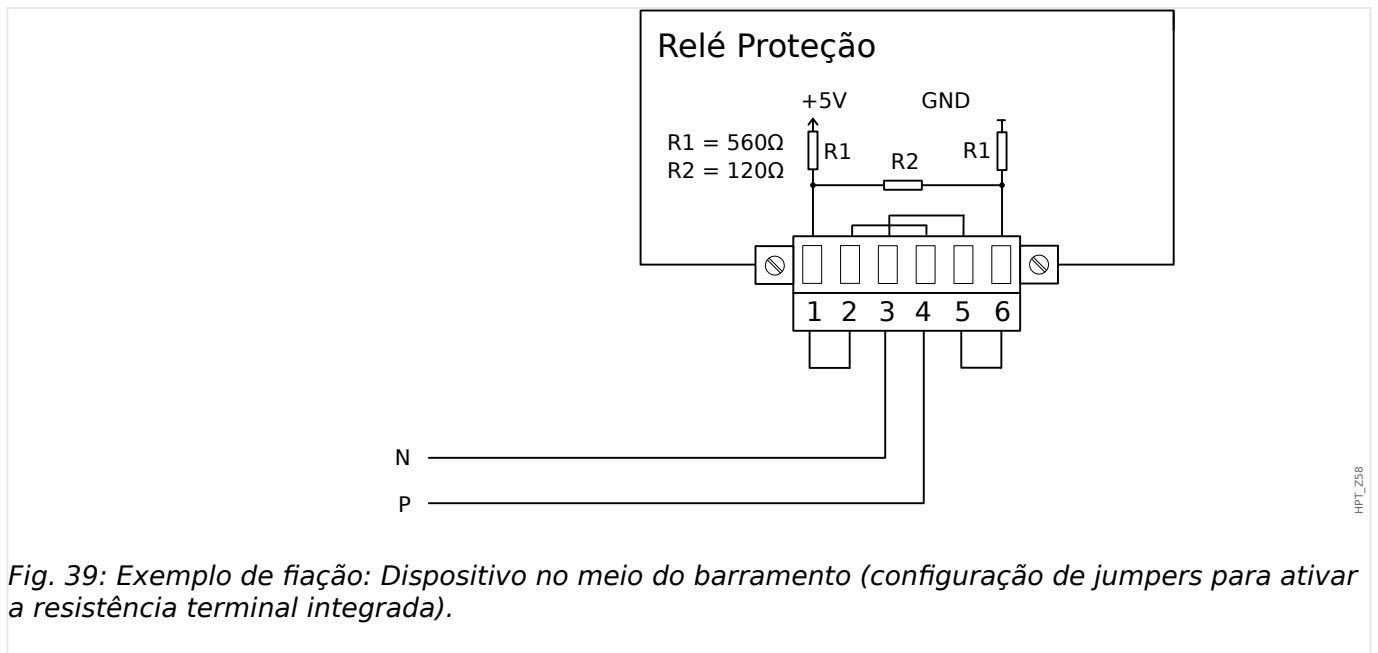 Relé Proteção
+5V GND
R1 = 560Ω
R2 = 120Ω
R1 R2 R1
1 2 3 4 5 6
N
P
HPT_Z58
Fig. 39: Exemplo de fiação: Dispositivo no meio do barramento (configuração de jumpers para ativar
a resistência terminal integrada).